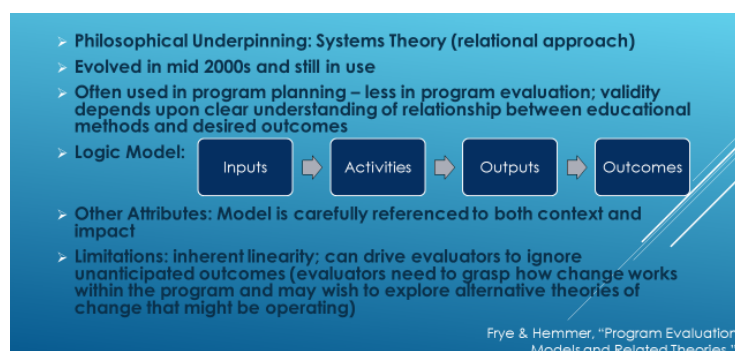 Philosophical Underpinning: Systems Theory (relational approach)
Evolved in mid 2000s and still in use
Often used in program planning – less in program evaluation; validity
depends upon clear understanding of relationship between educational
methods and desired outcomes
Logic Model:
Inputs
Activities
Outputs
Outcomes
Other Attributes: Model is carefully referenced to both context and
impact
Limitations: inherent linearity; can drive evaluators to ignore
unanticipated outcomes (evaluators need to grasp how change works
within the program and may wish to explore alternative theories of
change that might be operating)
Frye & Hemmer, “Program Evaluation
Models and Related Theories,”